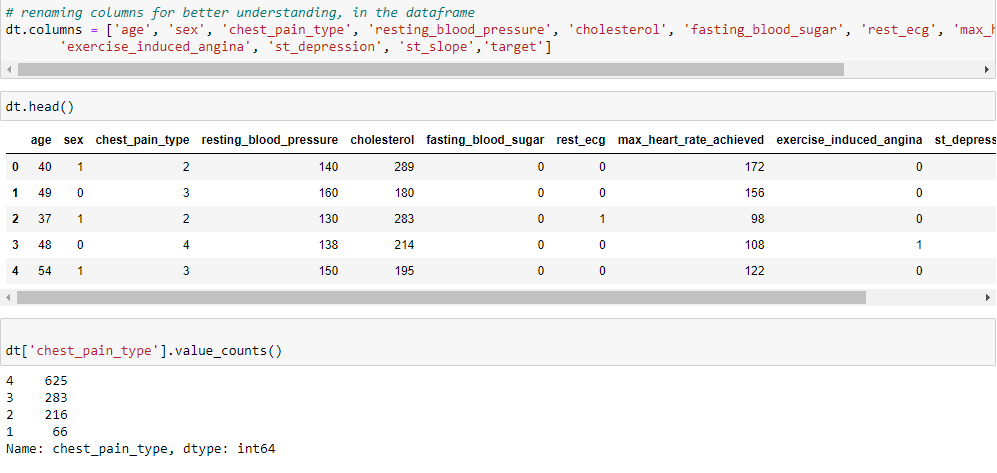 # renaming columns for better understanding, in the dataframe
dt.columns = ['age', 'sex', 'chest_pain_type', 'resting_blood_pressure', 'cholesterol', 'fasting_blood_sugar', 'rest_ecg', 'max_h
'exercise_induced_angina', 'st_depression', 'st_slope','target']
dt.head()
age sex chest_pain_type resting_blood_pressure cholesterol fasting_blood_sugar rest_ecg max_heart_rate_achieved exercise_induced_angina st_depress
0 40 1 2 140 289 0 0 172 0
1 49 0 3 160 180 0 0 156 0
2 37 1 2 130 283 0 1 98 0
3 48 0 4 138 214 0 0 108 1
4 54 1 3 150 195 0 0 122 0
dt['chest_pain_type'].value_counts()
4 625
3 283
2 216
1 66
Name: chest_pain_type, dtype: int64